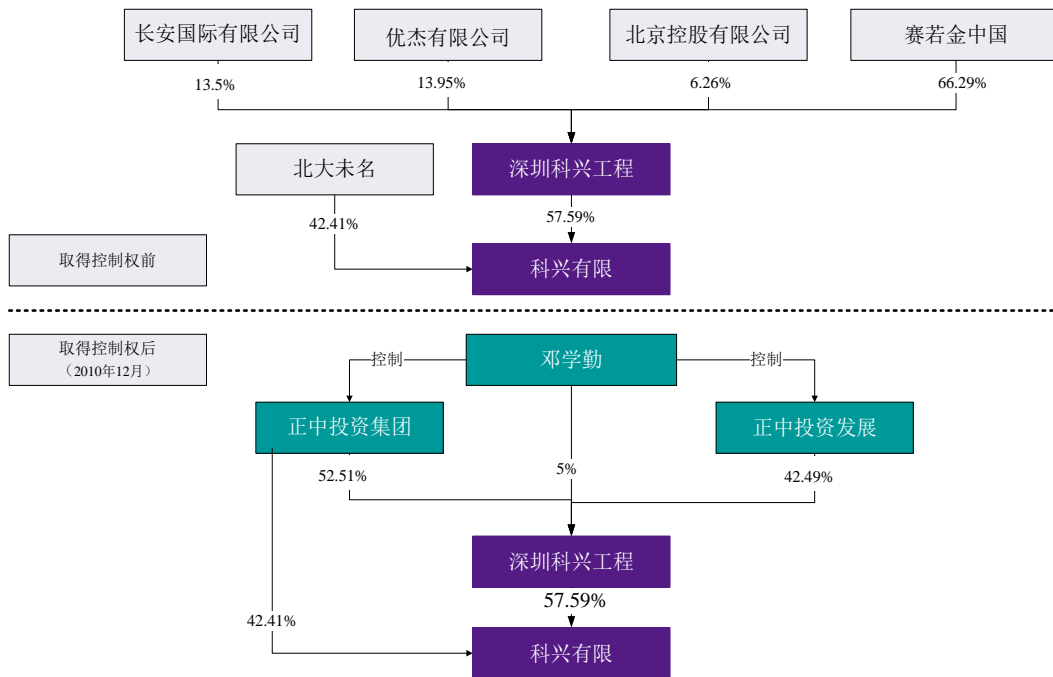 长安国际有限公司
优杰有限公司
北京控股有限公司
赛若金中国
13.5%
13.95%
6.26%
66.29%
北大未名
深圳科兴工程
42.41%
57.59%
取得控制权前
科兴有限
取得控制权后
（2010年12月）
控制
邓学勤
控制
正中投资集团
正中投资发展
52.51%
5%
42.49%
深圳科兴工程
57.59%
42.41%
科兴有限